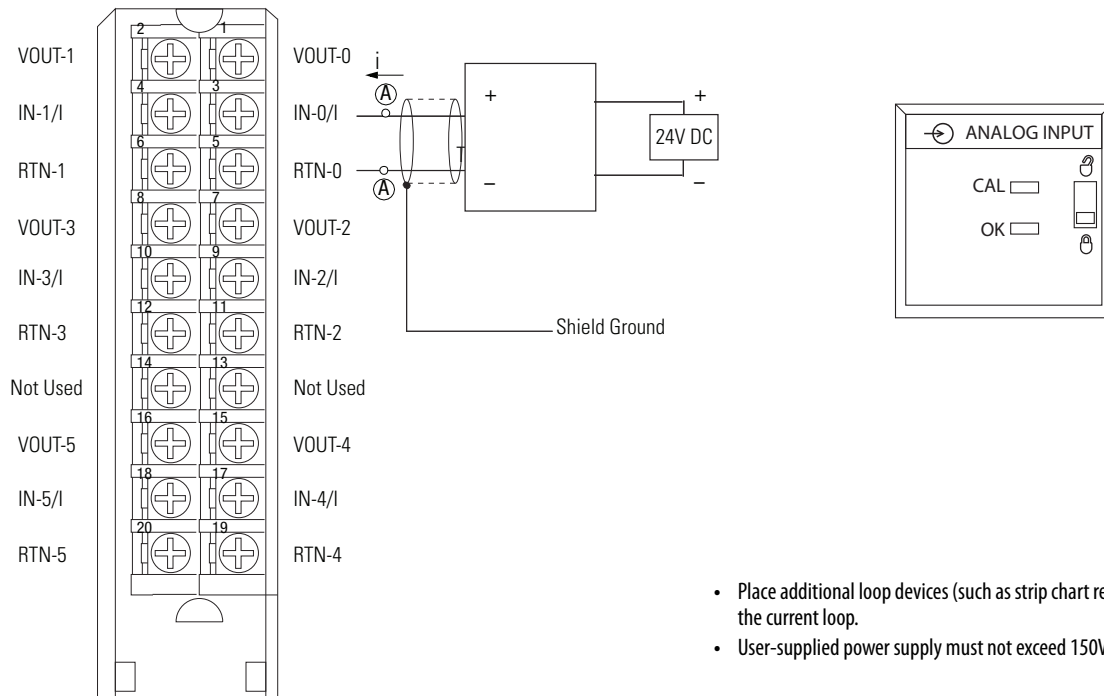 2 1
VOUT-1 VOUT-0 i
4 3
IN-1/I IN-0/I A + + ANALOG INPUT
6 5
RTN-1 RTN-0 T 24V DC
A – – CAL
8 7
VOUT-3 VOUT-2 OK
10 9
IN-3/I IN-2/I
12 11
RTN-3 RTN-2 Shield Ground
14 13
Not Used Not Used
16 15
VOUT-5 VOUT-4
18 17
IN-5/I IN-4/I
20 19
RTN-5 RTN-4
• Place additional loop devices (such as strip chart
the current loop.
• User-supplied power supply must not exceed